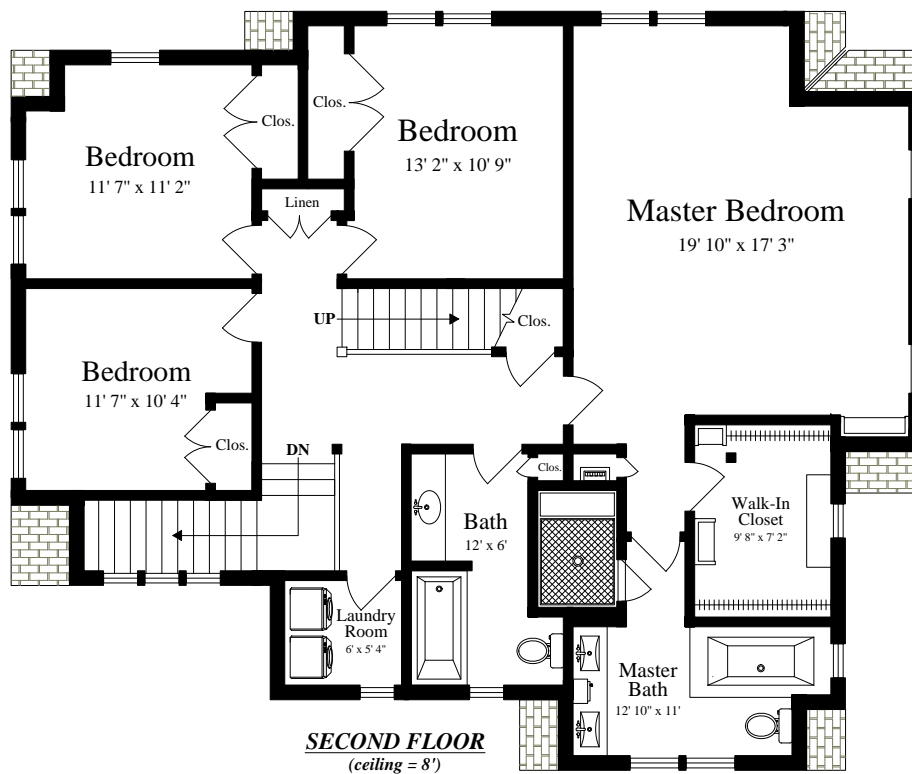 Clos.
Clos.
Bedroom
11' 7" x 11' 2"
Bedroom
13' 2" x 10' 9"
Linen
Master Bedroom
19' 10" x 17' 3"
UP
Clos.
Bedroom
11' 7" x 10' 4"
Clos.
DN
Clos.
Bath
12' x 6'
Walk-In
Closet
9' 8" x 7' 2"
Laundry
Room
6' x 5' 4"
Master
Bath
12' 10" x 11'
SECOND FLOOR
(ceiling = 8')